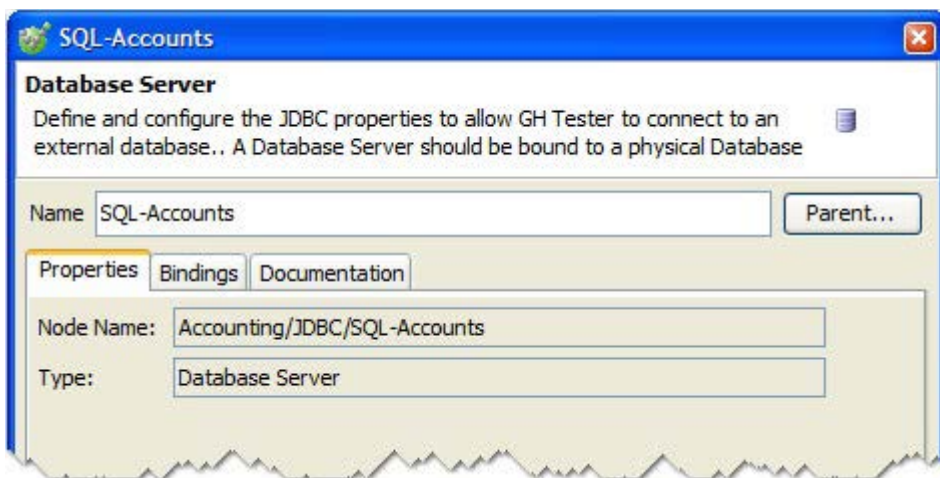 SQL-Accounts
Database Server
Define and configure the JDBC properties to allow GH Tester to connect to an
external database.. A Database Server should be bound to a physical Database
Name SQL-Accounts Parent...
Properties Bindings Documentation
Node Name: Accounting/JDBC/SQL-Accounts
Type: Database Server